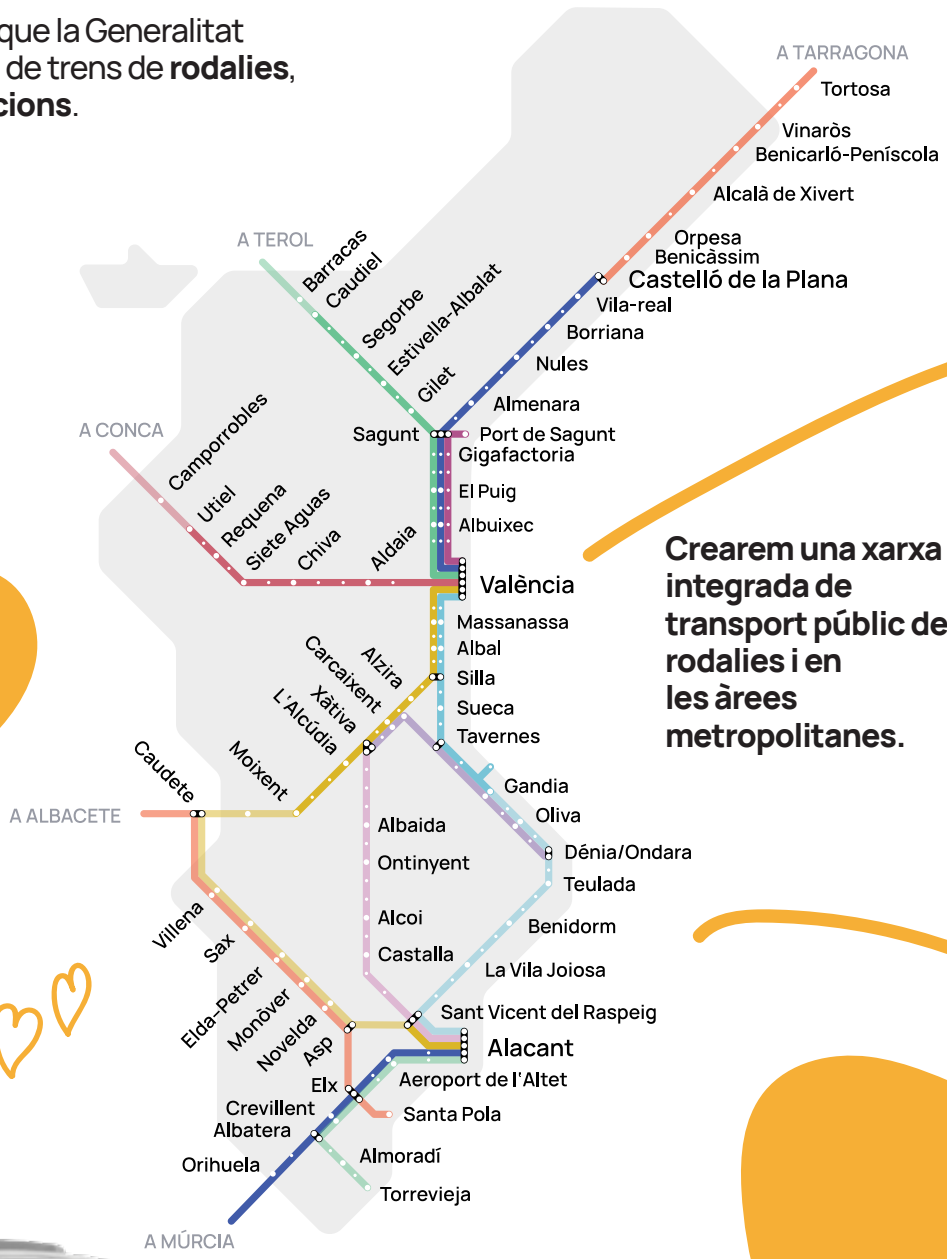 que la Generalitat
de trens de rodalies,
cions.
A TARRAGONA
Tortosa
Vinaròs
Benicarló-Peníscola
Alcalà de Xivert
Orpesa
Benicàssim
Castelló de la Plana
Vila-real
Borriana
Nules
Almenara
A TEROL
Barracas
Caudiel
Segorbe
Estivella-Albalat
Gilet
Sagunt
Port de Sagunt
Gigafactoria
El Puig
Albuixec
A CONCA
Camporrobles
Utiel
Requena
Siete Aguas
Chiva
Aldaia
València
Crearem una xarxa
integrada de
transport públic de
rodalies i en
les àrees
metropolitanes.
Massanassa
Albal
Silla
Sueca
Tavernes
Alzira
Carcaixent
Xàtiva
L'Alcúdia
Moixent
Caudete
A ALBACETE
Gandia
Oliva
Dénia/Ondara
Teulada
Benidorm
La Vila Joiosa
Albaida
Ontinyent
Alcoi
Castalla
Sant Vicent del Raspeig
Alacant
Villena
Sax
Elda-Petrer
Monòver
Novelda
Asp
Elx
Aeroport de l'Altet
Santa Pola
Crevillent
Albatera
Orihuela
Almoradí
Torrevieja
A MÚRCIA